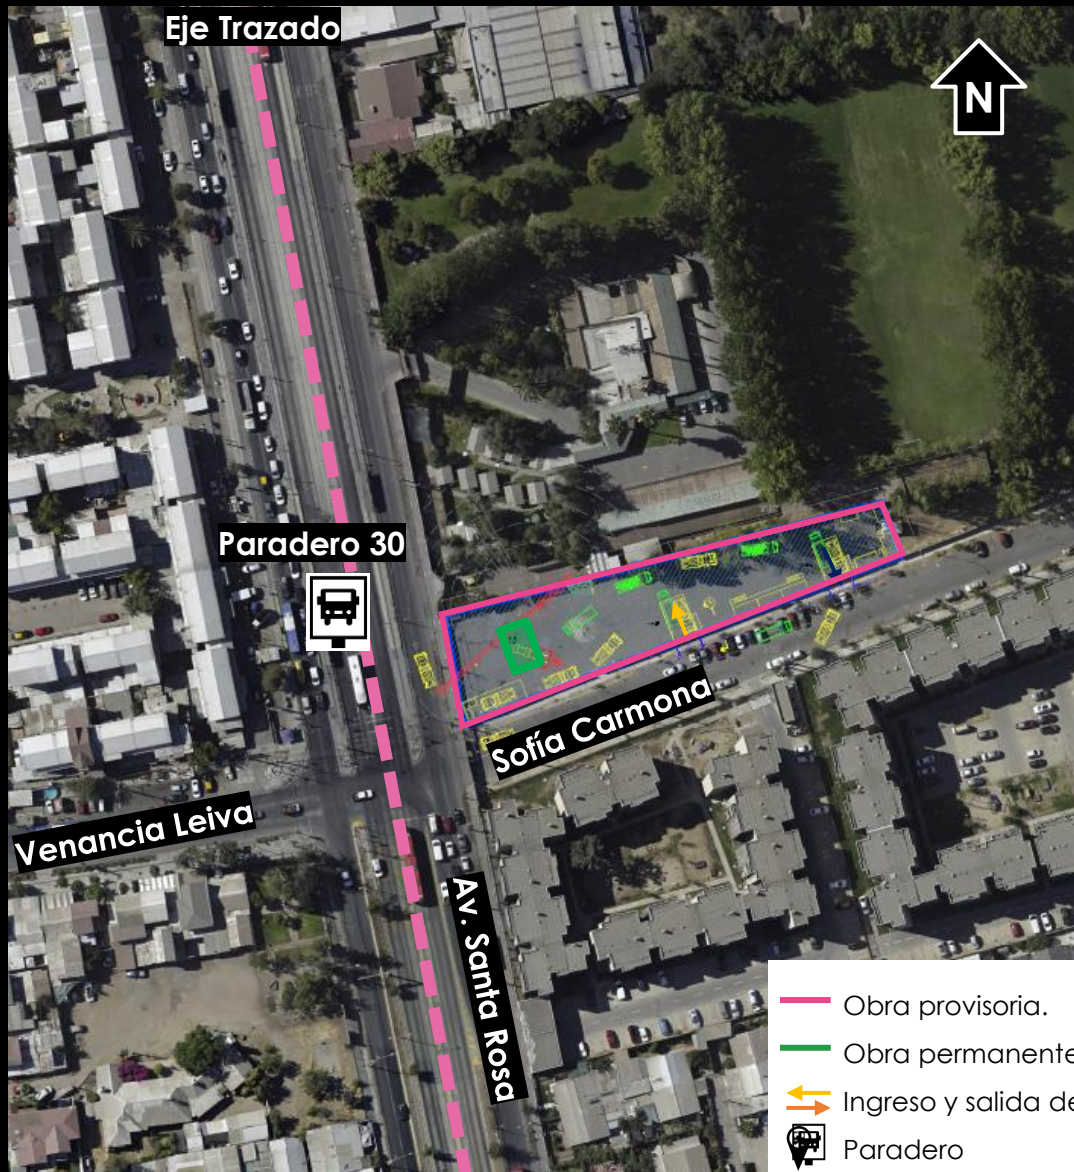 Eje Trazado
N
Paradero 30
Sofía Carmona
Venancia Leiva
Av. Santa Rosa
Obra provisoria.
Obra permanente
Ingreso y salida de
Paradero